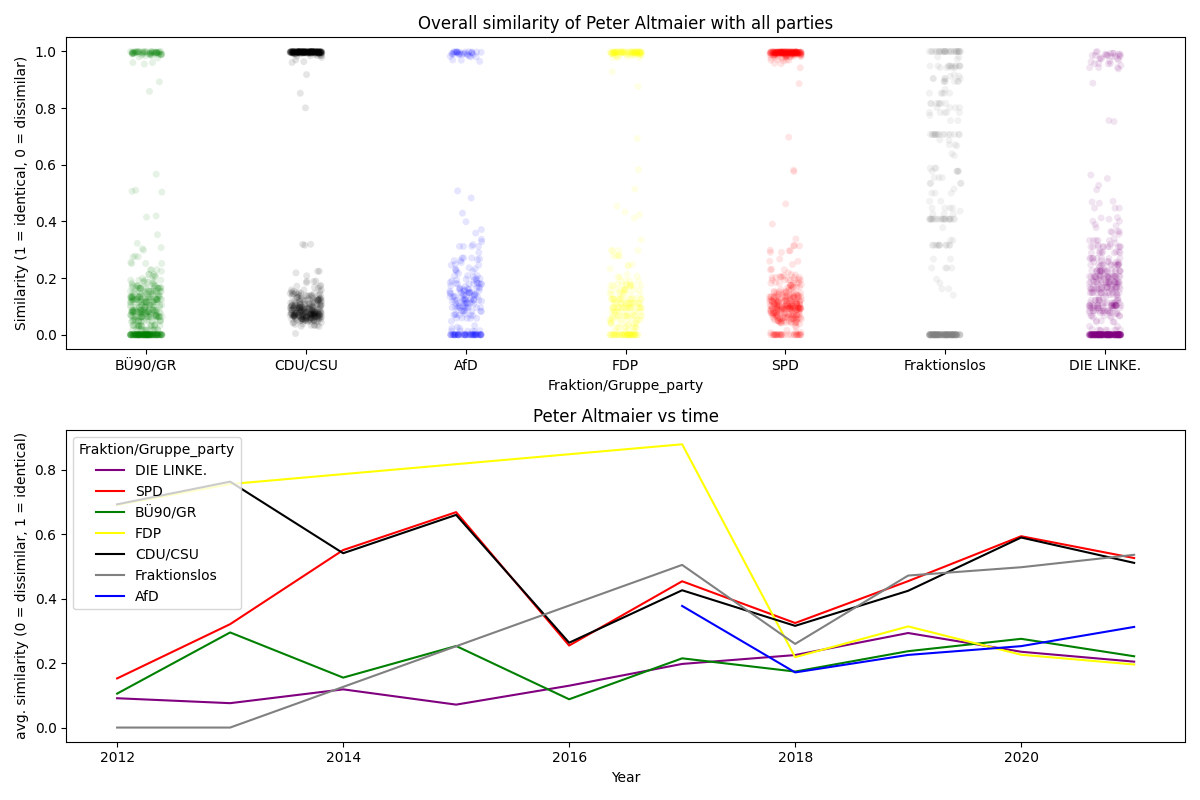 Overall similarity of Peter Altmaier with all parties
Similarity (1 = identical, 0 = dissimilar)
1.0
0.8
0.6
0.4
0.2
0.0
BÜ90/GR
CDU/CSU
AfD
FDP
SPD
Fraktionslos
DIE LINKE.
Fraktion/Gruppe_party
Peter Altmaier vs time
avg. similarity (0 = dissimilar, 1 = identical)
0.8
0.6
0.4
0.2
0.0
Fraktion/Gruppe_party
DIE LINKE.
SPD
BÜ90/GR
FDP
CDU/CSU
Fraktionslos
AfD
2012
2014
2016
2018
2020
Year